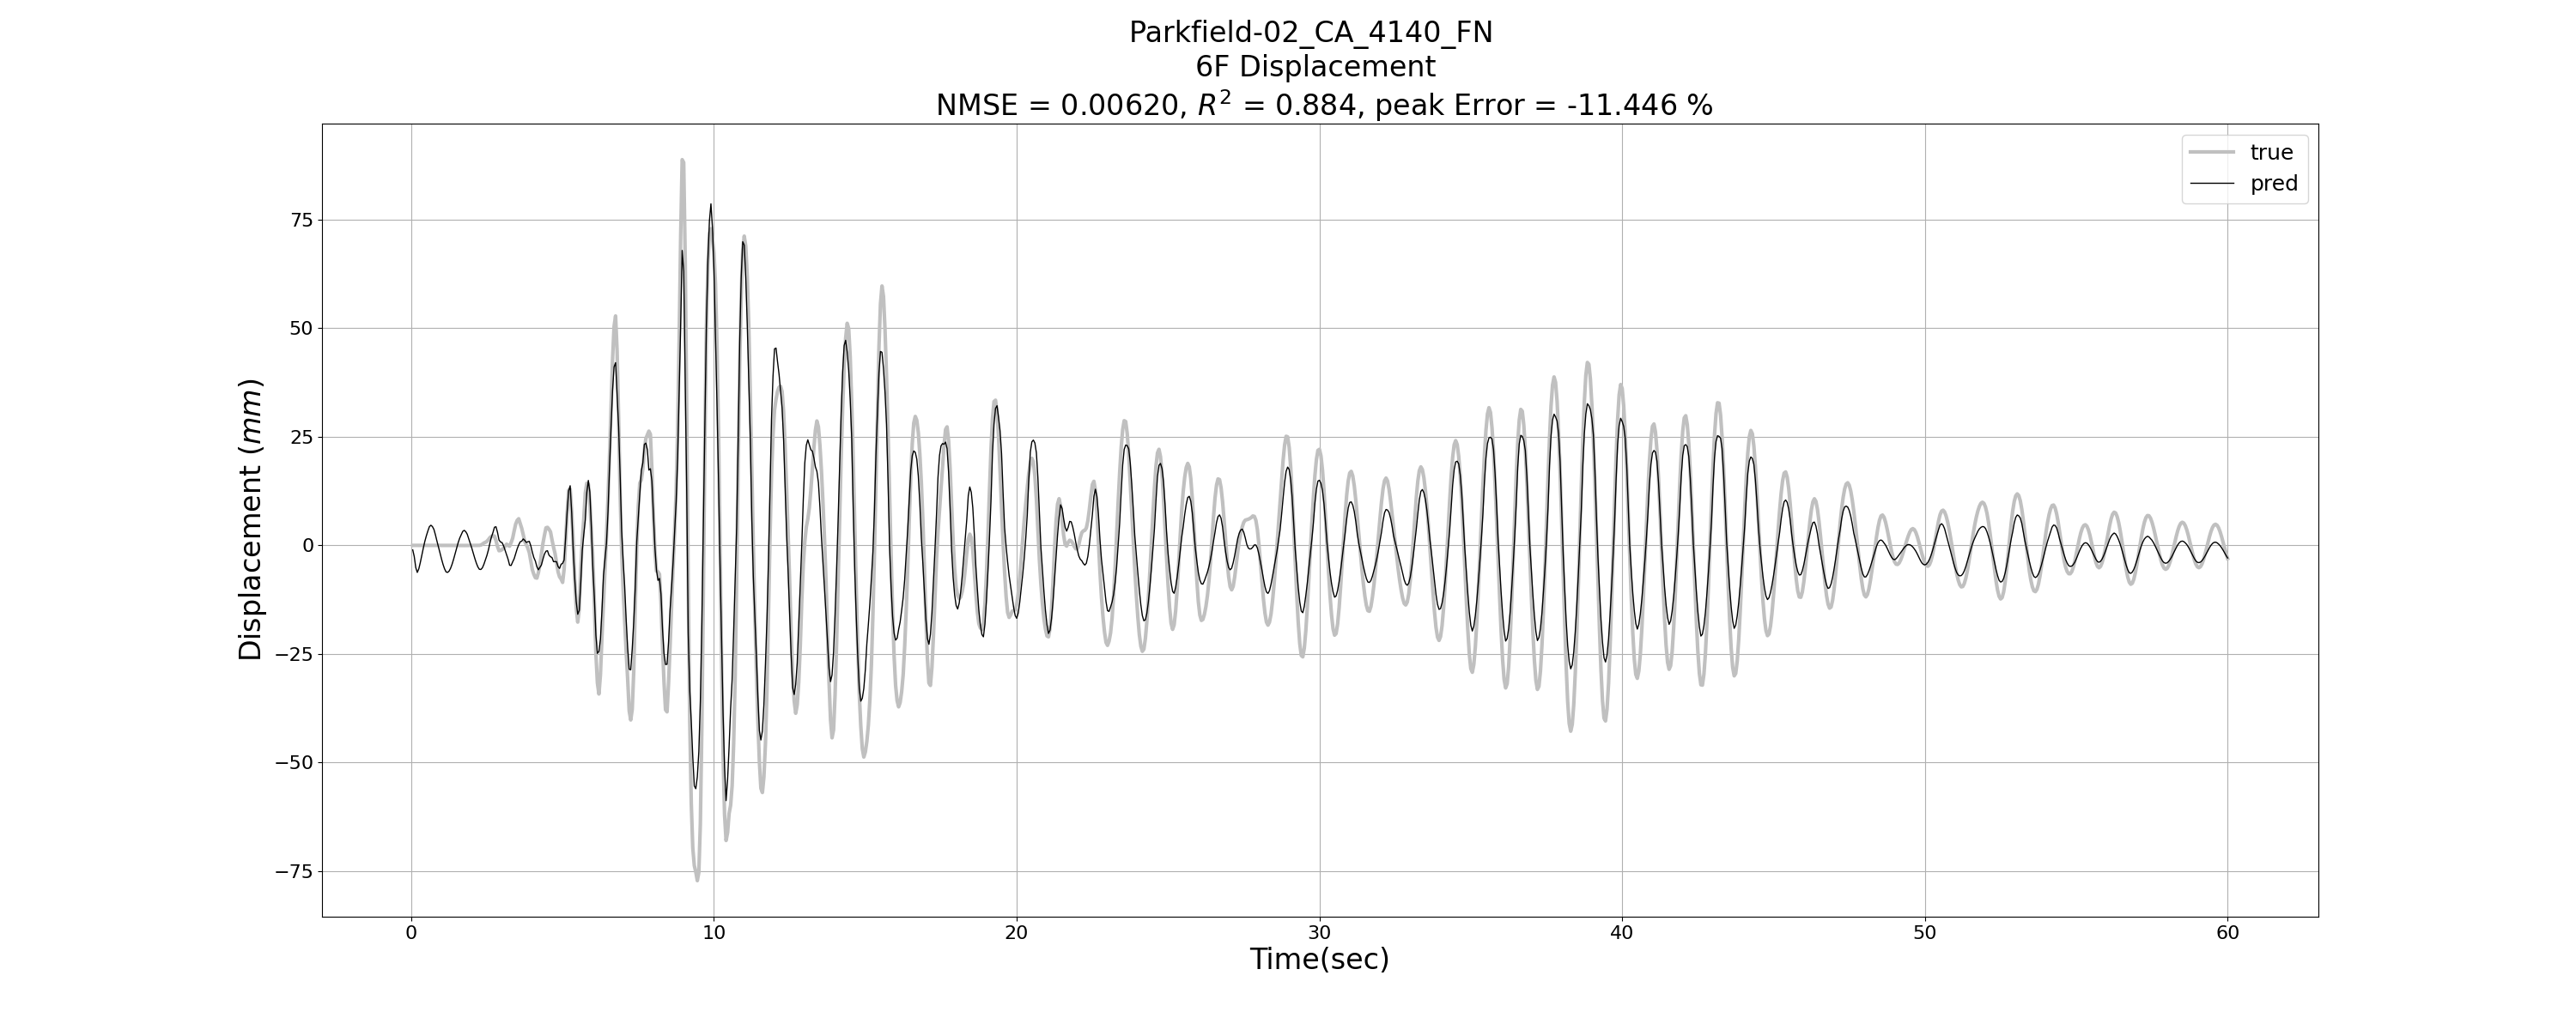 Parkfield-02_CA_4140_FN
6F Displacement
NMSE = 0.00620, R² = 0.884, peak Error = -11.446 %
true
pred
75
50
25
0
−25
−50
−75
Displacement (mm)
0 10 20 30 40 50 60
Time(sec)